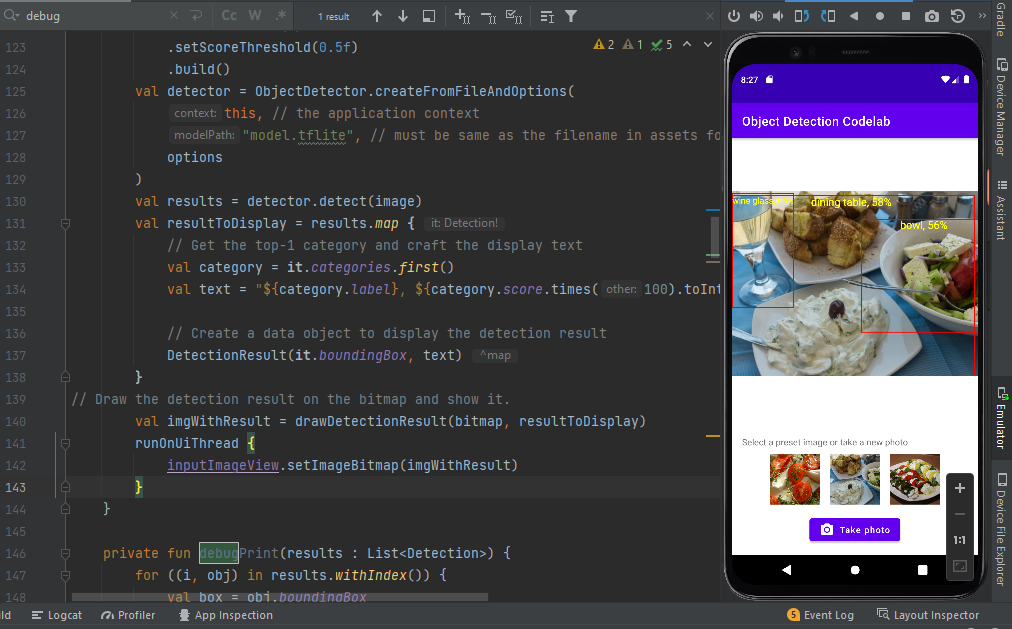 debug
Cc
W
.*
1 result
123 .setScoreThreshold(0.5f)
124 .build()
125 val detector = ObjectDetector.createFromFileAndOptions(
126 context: this, // the application context
127 modelPath: "model.tflite", // must be same as the filename in assets fo
128 options
129 )
130 val results = detector.detect(image)
131 val resultToDisplay = results.map { it: Detection!
132 // Get the top-1 category and craft the display text
133 val category = it.categories.first()
134 val text = "${category.label}, ${category.score.times( other: 100).toInt
135
136 // Create a data object to display the detection result
137 DetectionResult(it.boundingBox, text) ^map
138 }
139 // Draw the detection result on the bitmap and show it.
140 val imgWithResult = drawDetectionResult(bitmap, resultToDisplay)
141 runOnUiThread {
142 inputImageView.setImageBitmap(imgWithResult)
143 }
144 }
145
146 private fun debugPrint(results : List<Detection>) {
147 for ((i, obj) in results.withIndex()) {
148 val box = obj.boundingBox
2 1 5
8:27
Object Detection Codelab
wine glass
dining table, 58%
bowl, 56%
Select a preset image or take a new photo
Take photo
1:1
Gradle
Device Manager
Assistant
Emulator
Device File Explorer
ld
Logcat
Profiler
App Inspection
5 Event Log
Layout Inspector